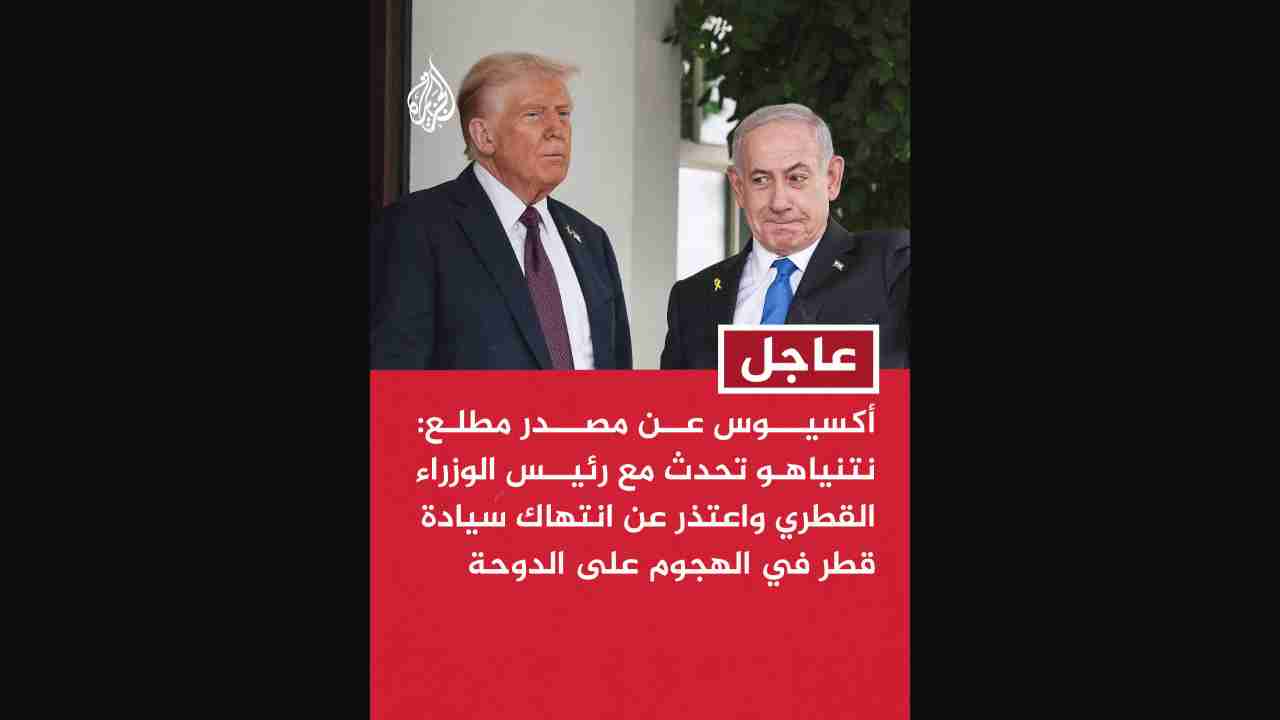 الجزيرة
عاجل
أكسيوس عن مصدر مطلع:
نتنياهو تحدث مع رئيس الوزراء
القطري واعتذر عن انتهاك سيادة
قطر في الهجوم على الدوحة